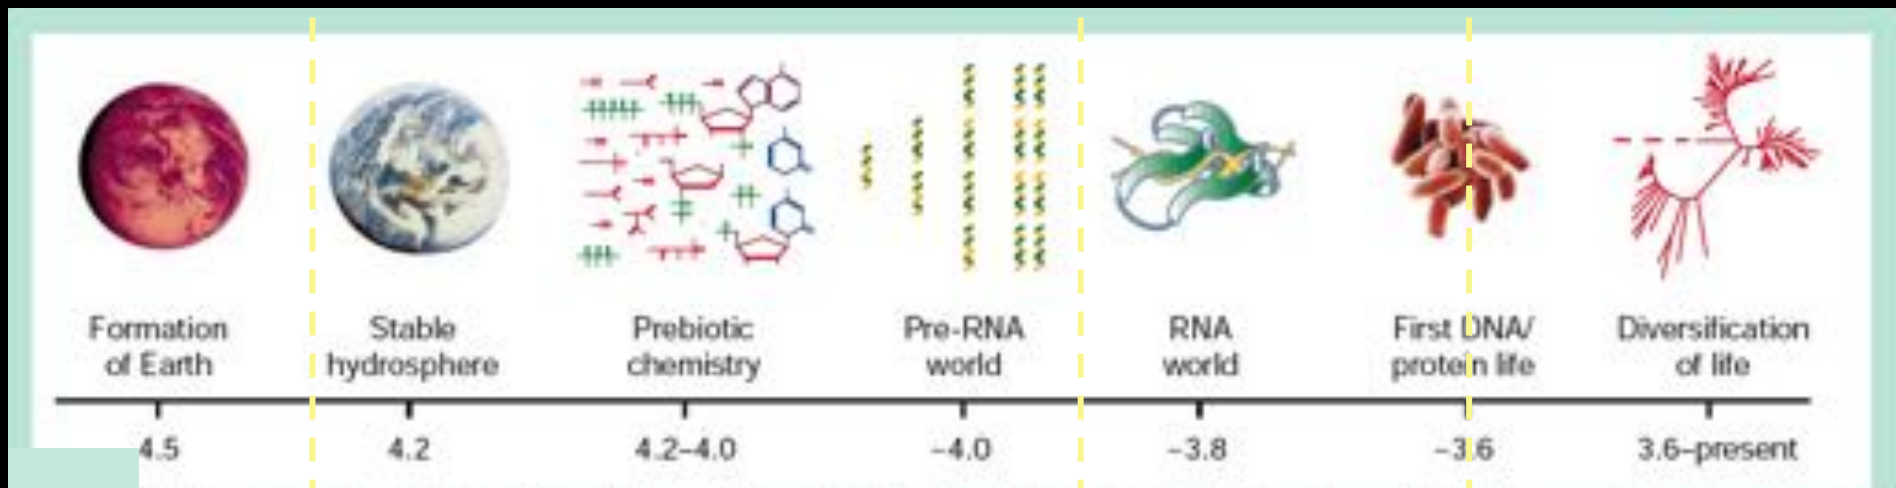 Formation
of Earth
Stable
hydrosphere
Prebiotic
chemistry
Pre-RNA
world
RNA
world
First DNA/
protein life
Diversification
of life
4.5
4.2
4.2–4.0
~4.0
~3.8
~3.6
3.6–present